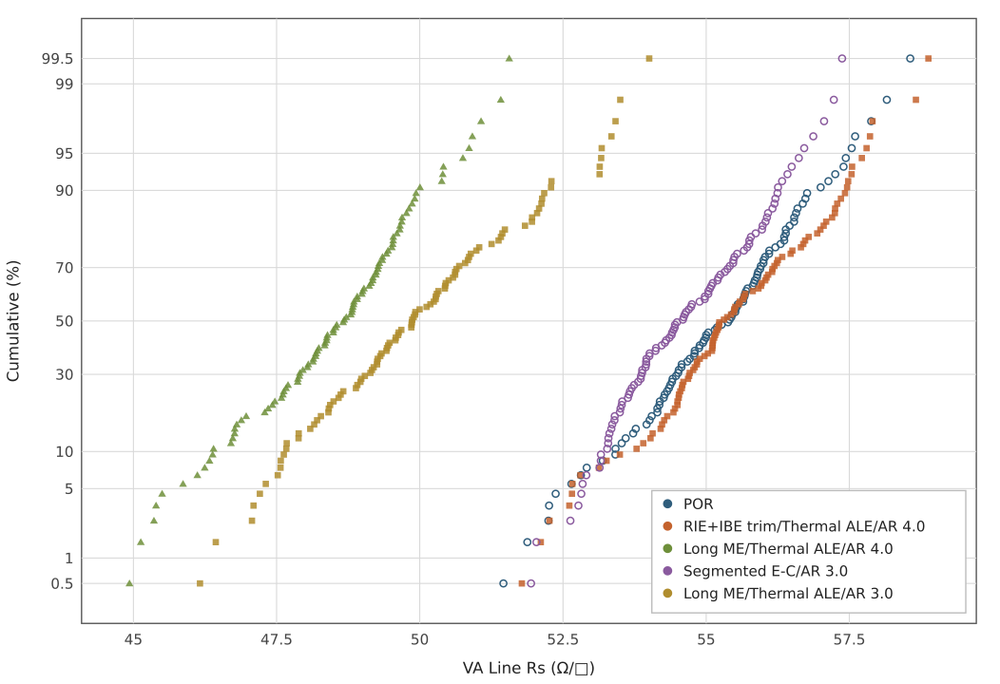 99.5
99
95
90
70
50
30
10
5
1
0.5
Cumulative (%)
45
47.5
50
52.5
55
57.5
VA Line Rs (Ω/□)
POR
RIE+IBE trim/Thermal ALE/AR 4.0
Long ME/Thermal ALE/AR 4.0
Segmented E-C/AR 3.0
Long ME/Thermal ALE/AR 3.0